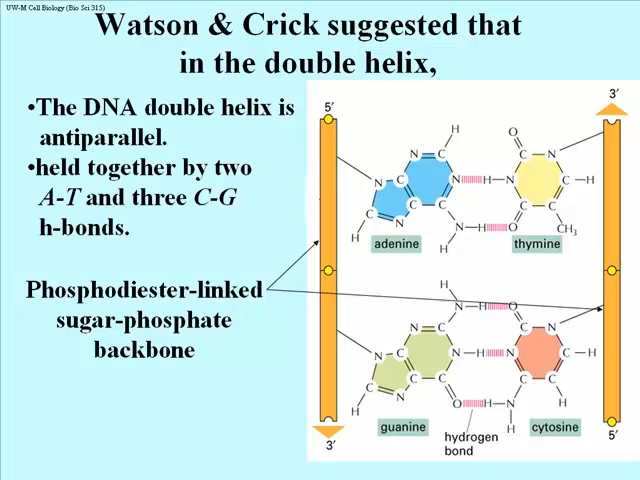 UW-M Cell Biology (Bio Sci 315)
Watson & Crick suggested that
in the double helix,
•The DNA double helix is
antiparallel.
•held together by two
A-T and three C-G
h-bonds.
Phosphodiester-linked
sugar-phosphate
backbone
5′
3′
H
O
C
C
N
N
C
N
H
N
C
H
C
C
N
C
C
C
N
H
N
H
O
CH3
H
adenine
thymine
H
N
H
O
N
C
C
N
C
N
H
N
C
H
C
C
C
C
N
C
C
H
O
H
N
H
H
guanine
cytosine
hydrogen
bond
3′
5′